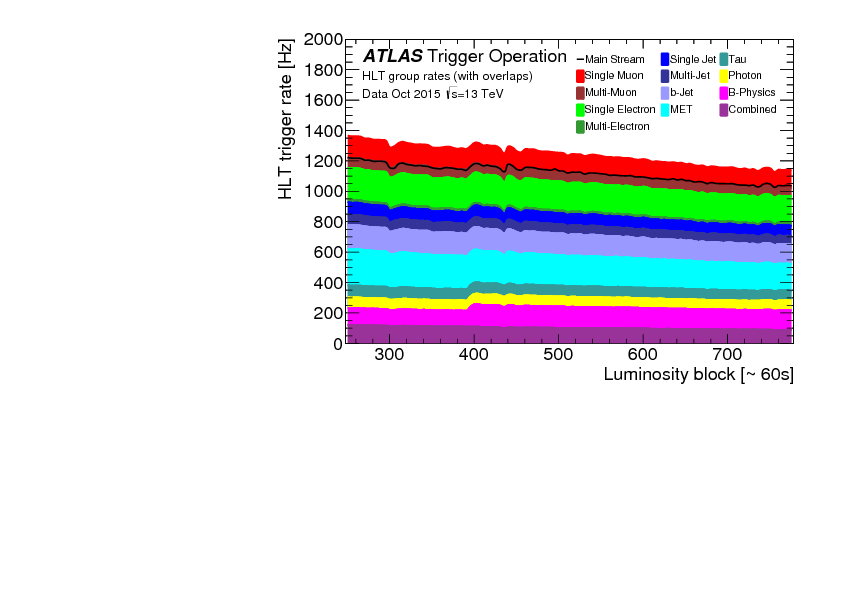 HLT trigger rate [Hz]
2000
1800
1600
1400
1200
1000
800
600
400
200
0
ATLAS Trigger Operation
HLT group rates (with overlaps)
Data Oct 2015 √s=13 TeV
Main Stream Single Jet Tau
Single Muon Multi-Jet Photon
Multi-Muon b-Jet B-Physics
Single Electron MET Combined
Multi-Electron
300 400 500 600 700
Luminosity block [~ 60s]